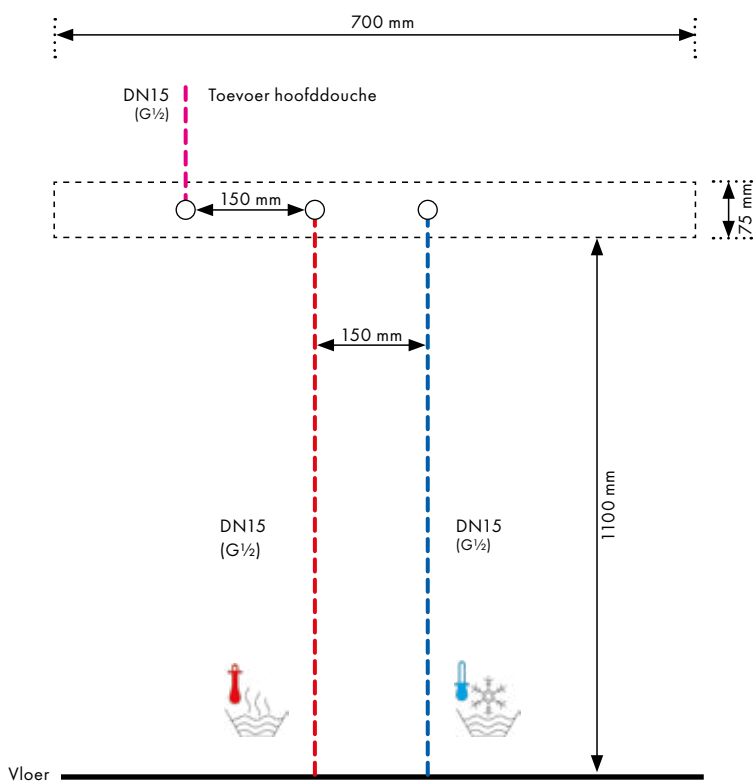 700 mm
DN15 Toevoer hoofddouche
(G½)
150 mm
75 mm
150 mm
1100 mm
DN15
(G½)
DN15
(G½)
Vloer